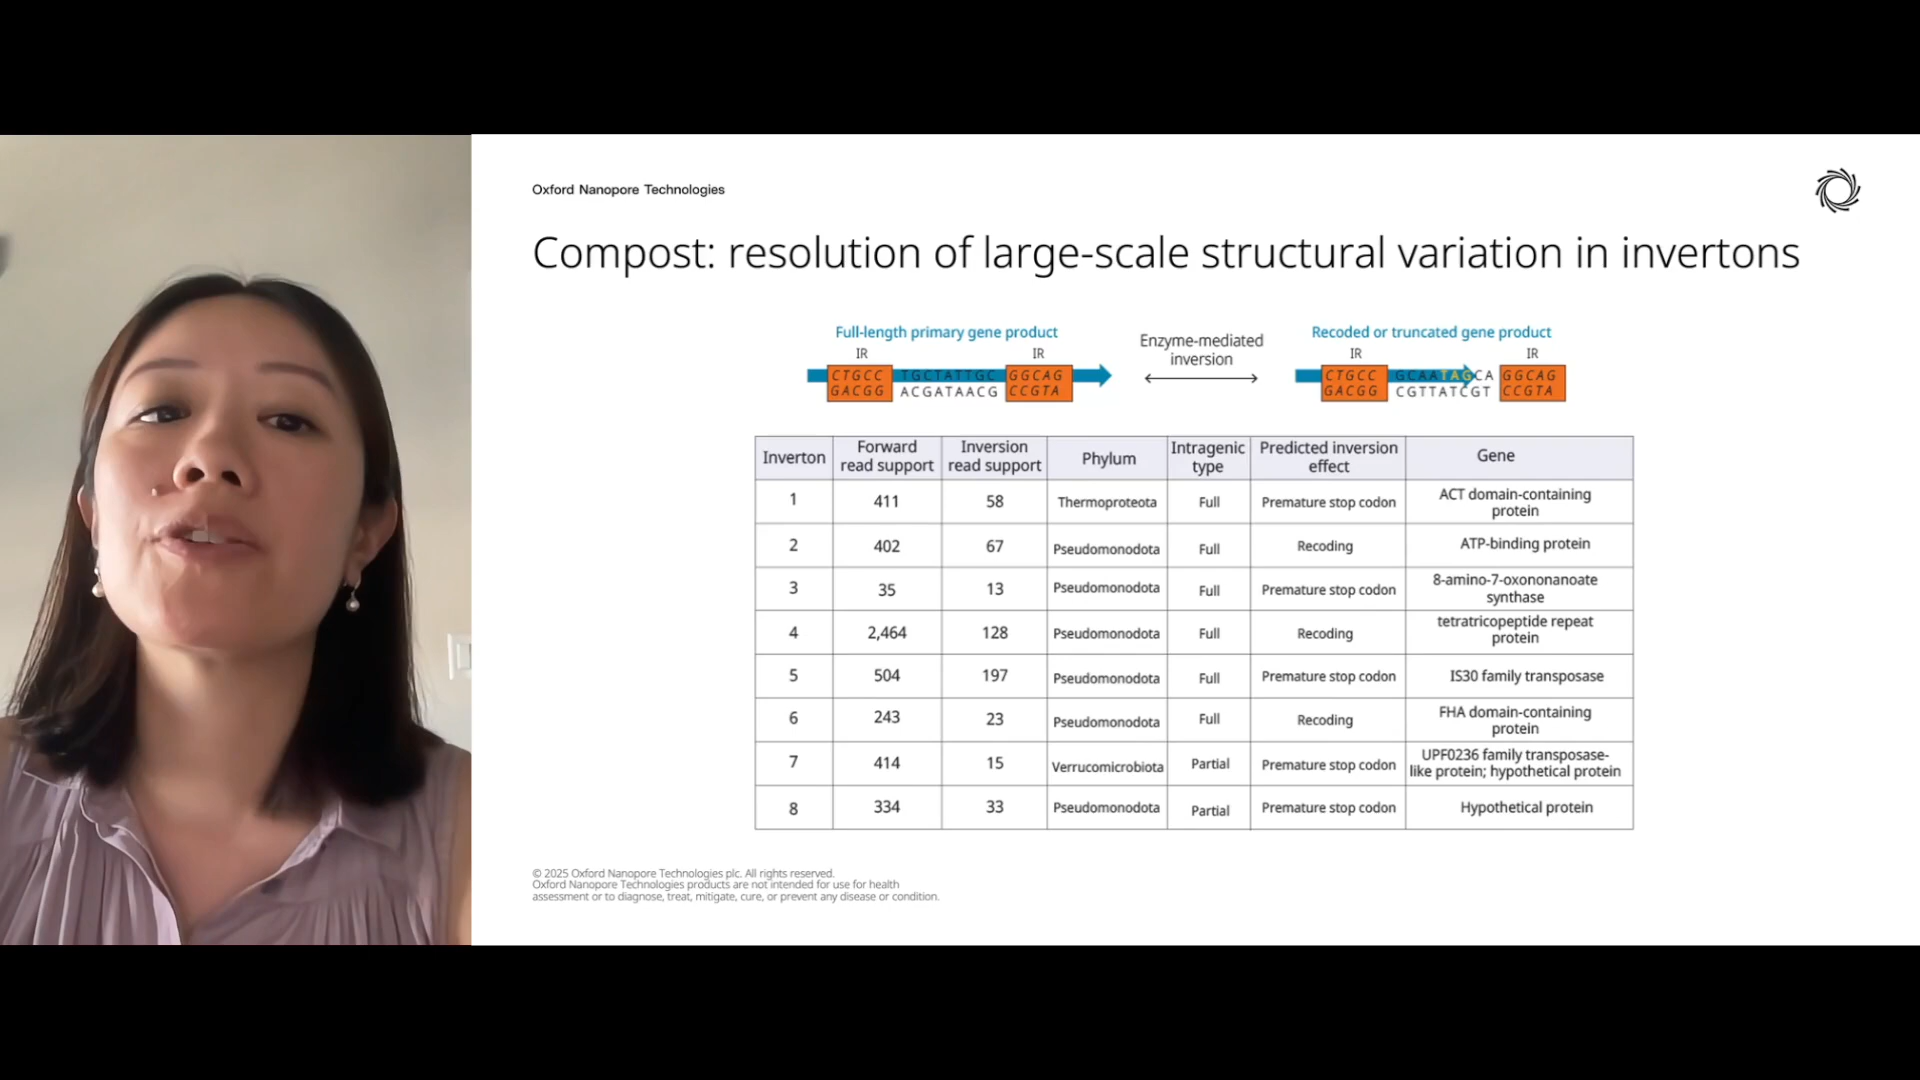 Oxford Nanopore Technologies
Compost: resolution of large-scale structural variation in invertons
Full-length primary gene product
IR IR
CTGCC TGCTATTGC GGCAG
GACGG ACGATAACG CCGTA
Enzyme-mediated
inversion
Recoded or truncated gene product
IR IR
CTGCC GCAATAGCA GGCAG
GACGG CGTTATCGT CCGTA
Inverton Forward read support Inversion read support Phylum Intragenic type Predicted inversion effect Gene
1 411 58 Thermoproteota Full Premature stop codon ACT domain-containing protein
2 402 67 Pseudomonodota Full Recoding ATP-binding protein
3 35 13 Pseudomonodota Full Premature stop codon 8-amino-7-oxononanoate synthase
4 2,464 128 Pseudomonodota Full Recoding tetratricopeptide repeat protein
5 504 197 Pseudomonodota Full Premature stop codon IS30 family transposase
6 243 23 Pseudomonodota Full Recoding FHA domain-containing protein
7 414 15 Verrucomicrobiota Partial Premature stop codon UPF0236 family transposase-like protein; hypothetical protein
8 334 33 Pseudomonodota Partial Premature stop codon Hypothetical protein
© 2025 Oxford Nanopore Technologies plc. All rights reserved.
Oxford Nanopore Technologies products are not intended for use for health
assessment or to diagnose, treat, mitigate, cure, or prevent any disease or condition.